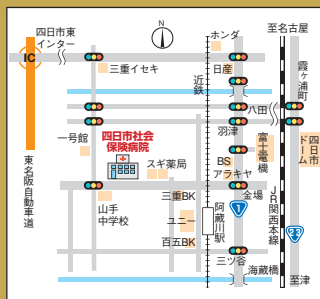 四日市東
インター
IC
N
ホンダ
至名古屋
三重イセキ
近鉄
日産
霞ヶ浦町
八田
一号館
四日市社会
保険病院
羽津
富士電機
四日市
ドーム
スギ薬局
BS
アラキヤ
東名阪自動車道
三重BK
金場
山手
中学校
ユニー
阿蔵川駅
1
JR関西本線
23
百五BK
三ツ谷
海蔵橋
至津